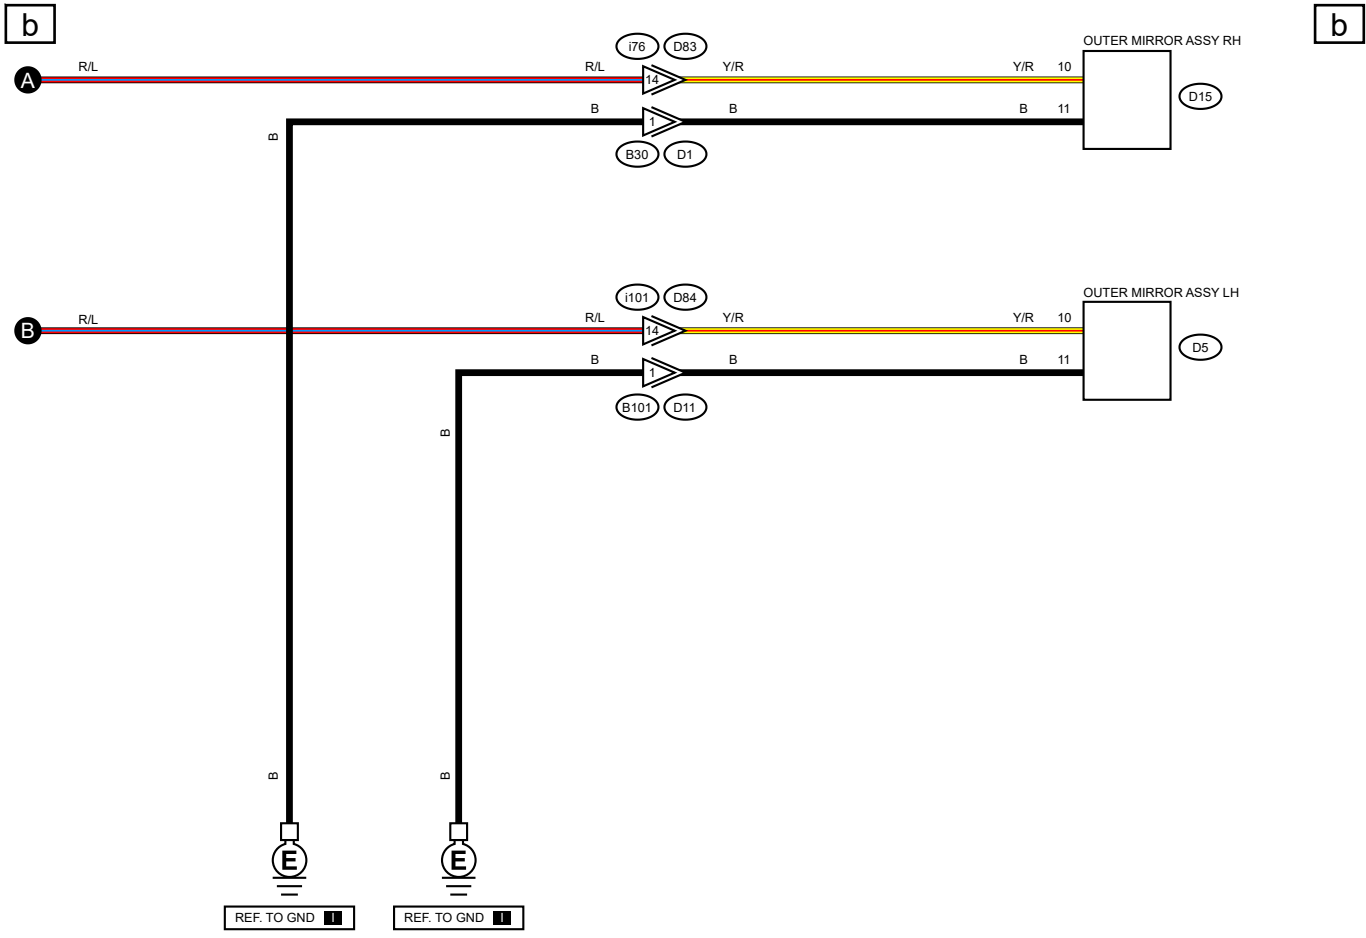 b
b
i76 D83
OUTER MIRROR ASSY RH
A
R/L
R/L
14
Y/R
Y/R
10
D15
B
B
1
B
B
11
B30 D1
B
i101 D84
OUTER MIRROR ASSY LH
B
R/L
R/L
14
Y/R
Y/R
10
D5
B
1
B
B
11
B101 D11
B
B
B
E
E
REF. TO GND I
REF. TO GND I